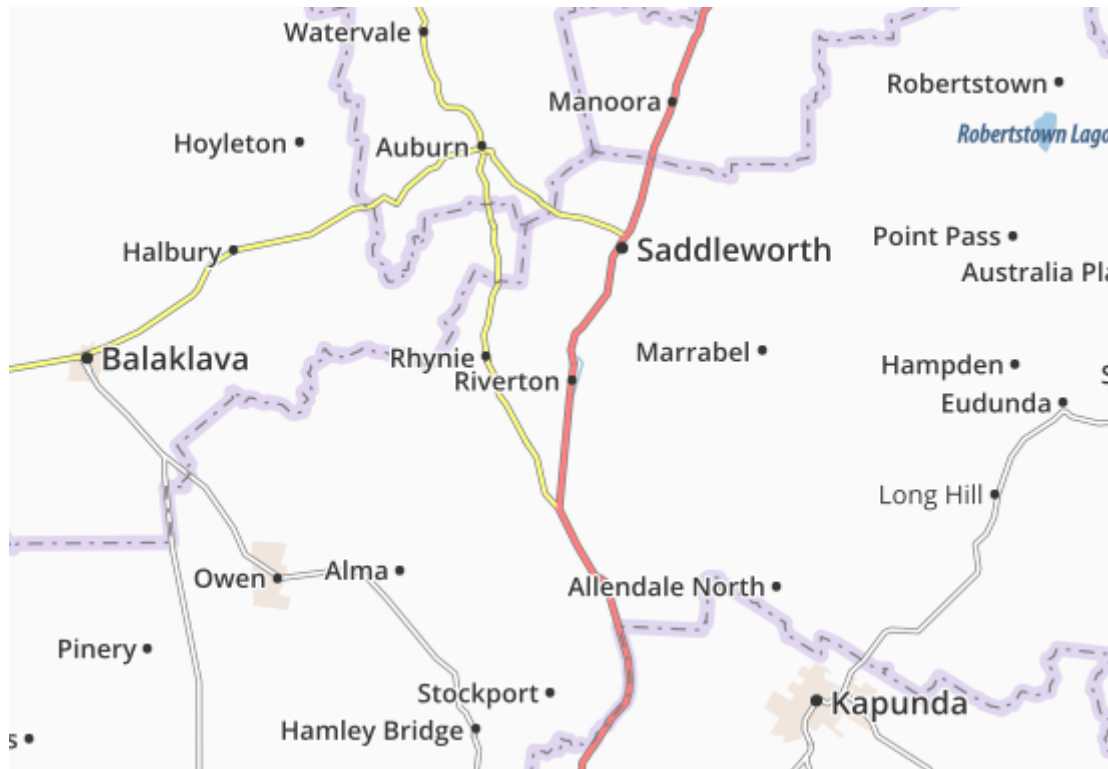 Watervale
Robertstown
Manoora
Robertstown Lago
Hoyleton
Auburn
Point Pass
Halbury
Saddleworth
Australia Pla
Marrabel
Balaklava
Rhynie
Hampden
Riverton
S
Eudunda
Long Hill
Owen
Alma
Allendale North
Pinery
Stockport
Kapunda
Hamley Bridge
s